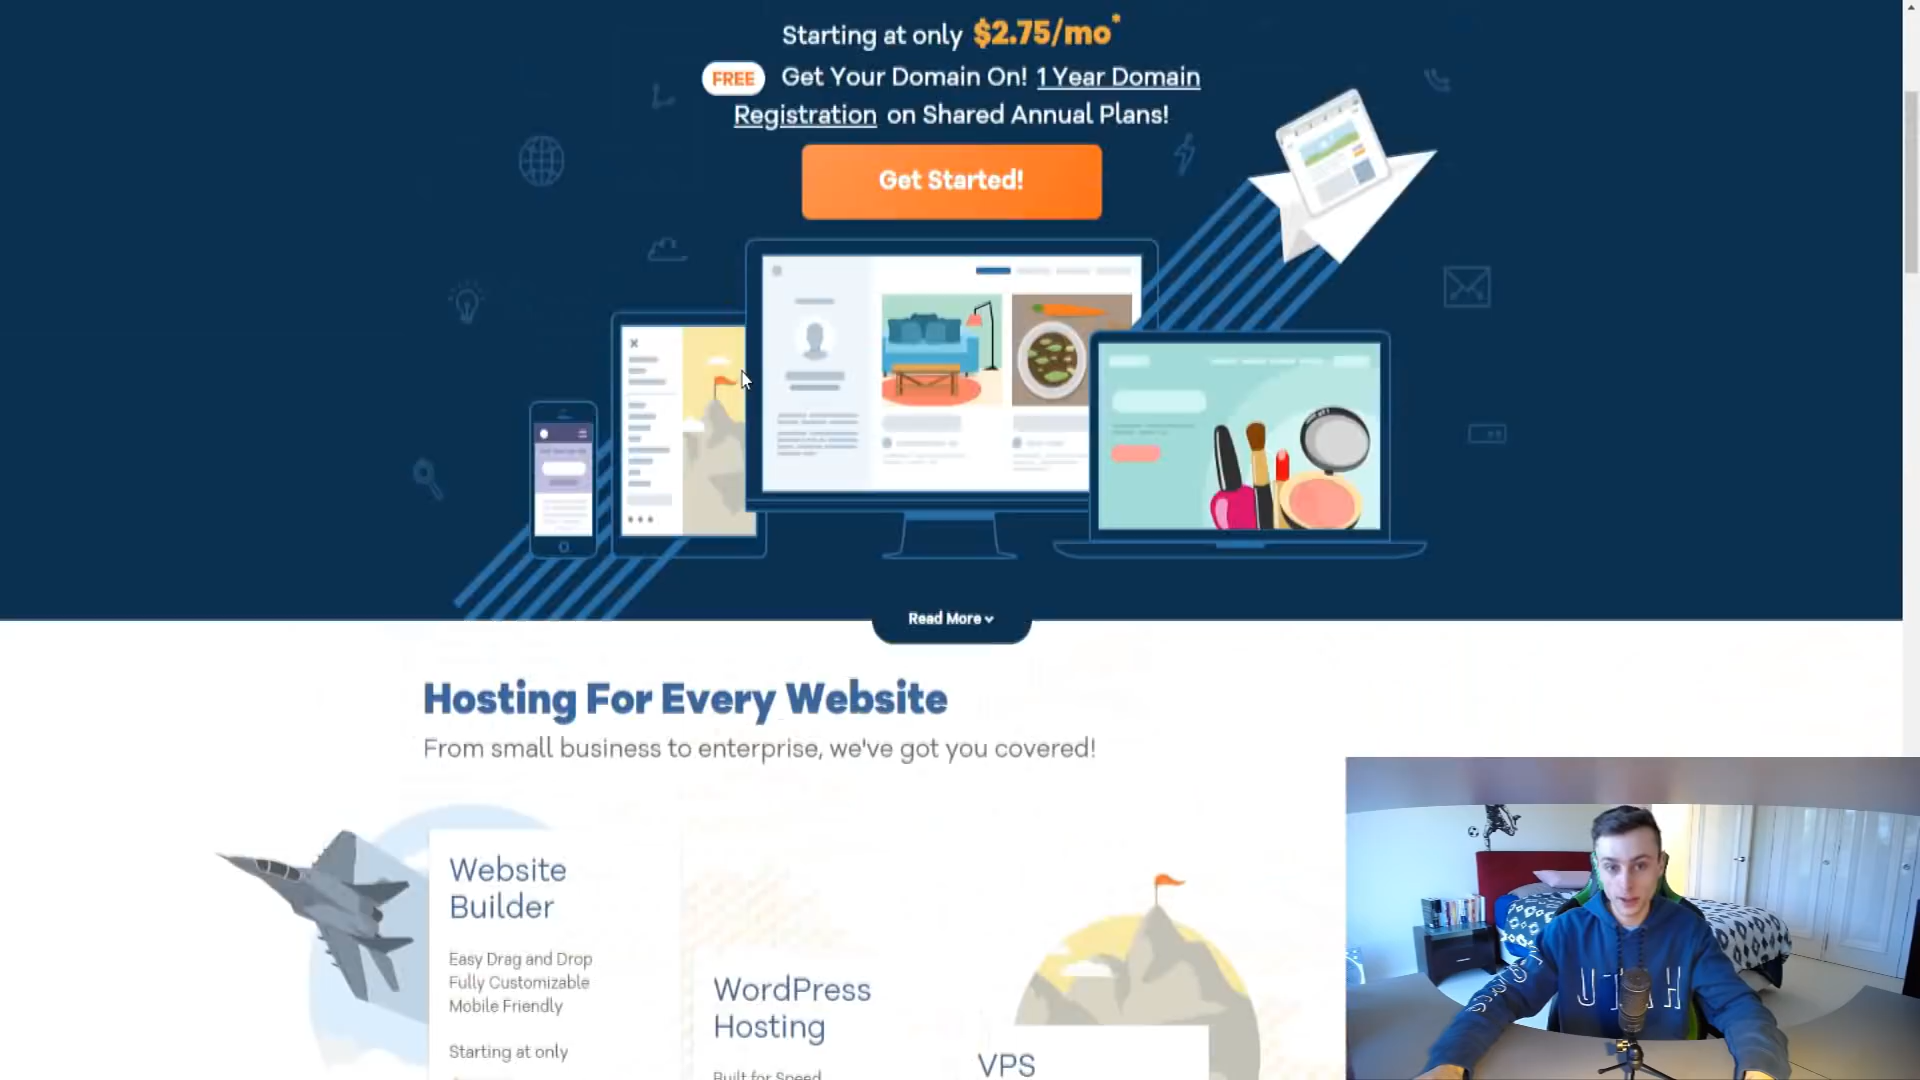 Starting at only $2.75/mo*
FREE Get Your Domain On! 1 Year Domain
Registration on Shared Annual Plans!
Get Started!
Read More
Hosting For Every Website
From small business to enterprise, we've got you covered!
Website
Builder
Easy Drag and Drop
Fully Customizable
Mobile Friendly
Starting at only
WordPress
Hosting
Built for Speed
VPS
UTAH